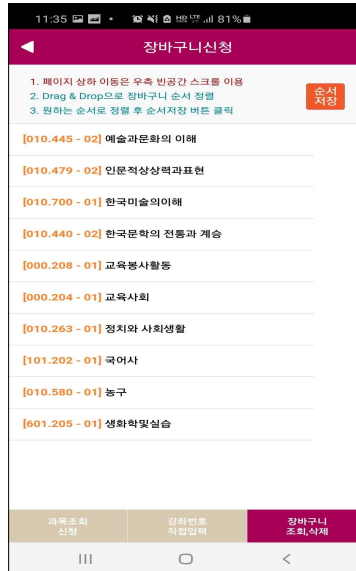 11:35 81%
장바구니신청
1. 페이지 상하 이동은 우측 빈공간 스크롤 이용
2. Drag & Drop으로 장바구니 순서 정렬
3. 원하는 순서로 정렬 후 순서저장 버튼 클릭
순서
저장
[010.445 - 02] 예술과문화의 이해
[010.479 - 02] 인문적상상력과표현
[010.700 - 01] 한국미술의이해
[010.440 - 02] 한국문학의 전통과 계승
[000.208 - 01] 교육봉사활동
[000.204 - 01] 교육사회
[010.263 - 01] 정치와 사회생활
[101.202 - 01] 국어사
[010.580 - 01] 농구
[601.205 - 01] 생화학및실습
과목조회
신청
강좌번호
직접입력
장바구니
조회,삭제